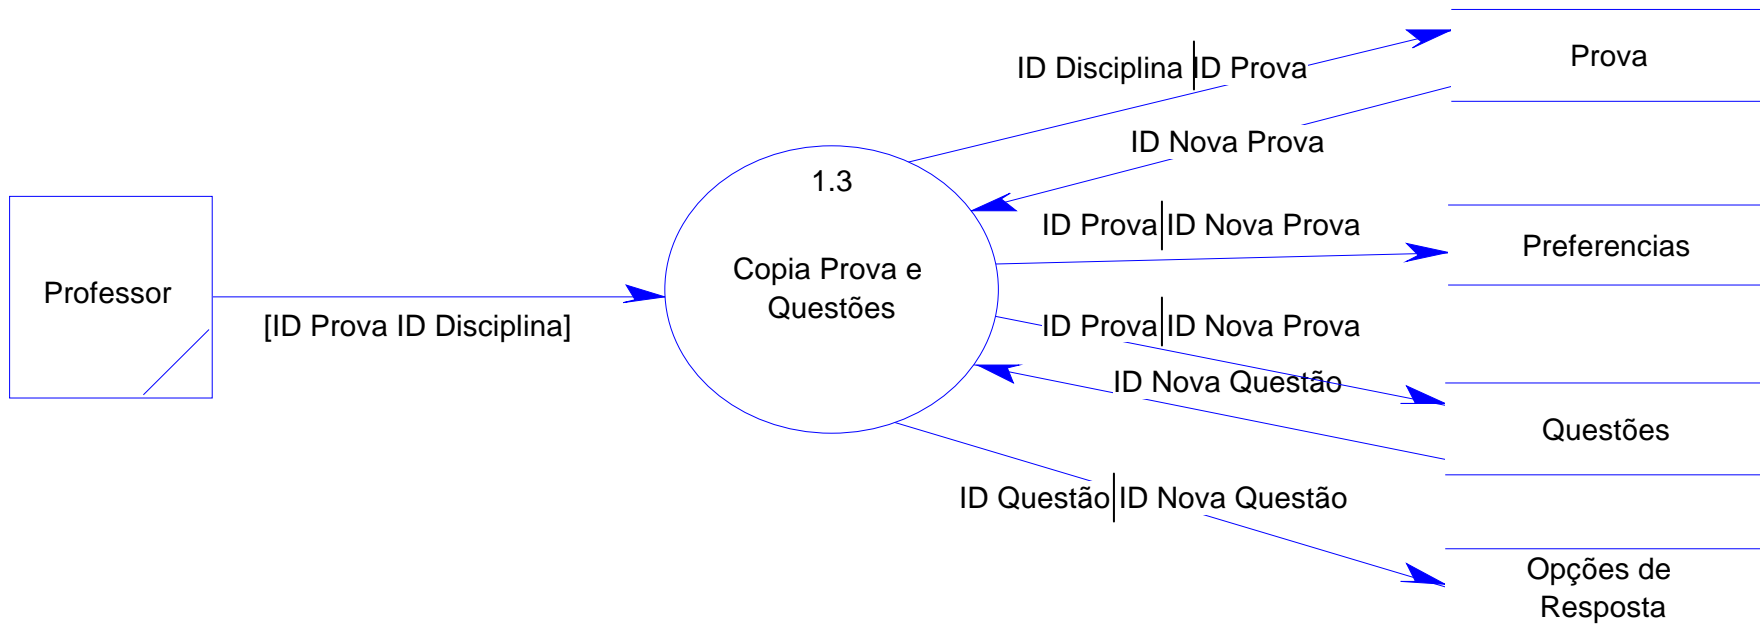 Prova
ID Disciplina|ID Prova
ID Nova Prova
1.3
ID Prova|ID Nova Prova
Preferencias
Copia Prova e
Questões
Professor
[ID Prova ID Disciplina]
ID Prova|ID Nova Prova
ID Nova Questão
Questões
ID Questão|ID Nova Questão
Opções de
Resposta